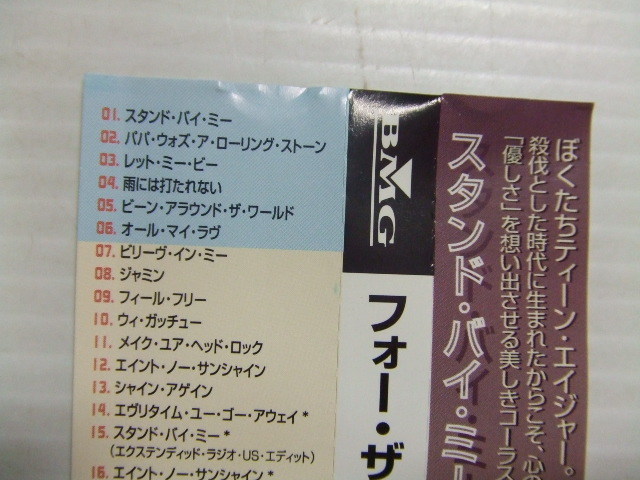 01. スタンド・バイ・ミー
02. パパ・ウォズ・ア・ローリング・ストーン
03. レット・ミー・ビー
04. 雨には打たれない
05. ビーン・アラウンド・ザ・ワールド
06. オール・マイ・ラヴ
07. ビリーヴ・イン・ミー
08. ジャミン
09. フィール・フリー
10. ウィ・ガッチュー
11. メイク・ユア・ヘッド・ロック
12. エイント・ノー・サンシャイン
13. シャイン・アゲイン
14. エヴリタイム・ユー・ゴー・アウェイ*
15. スタンド・バイ・ミー*
(エクステンディッド・ラジオ・US・エディット)
16. エイント・ノー・サンシャイン*
BMG
フォー・ザ
スタンド・バイ・ミー
ぼくたちティーン・エイジャー。
殺伐とした時代に生まれたからこそ、心の
「優しさ」を想い出させる美しきコーラス